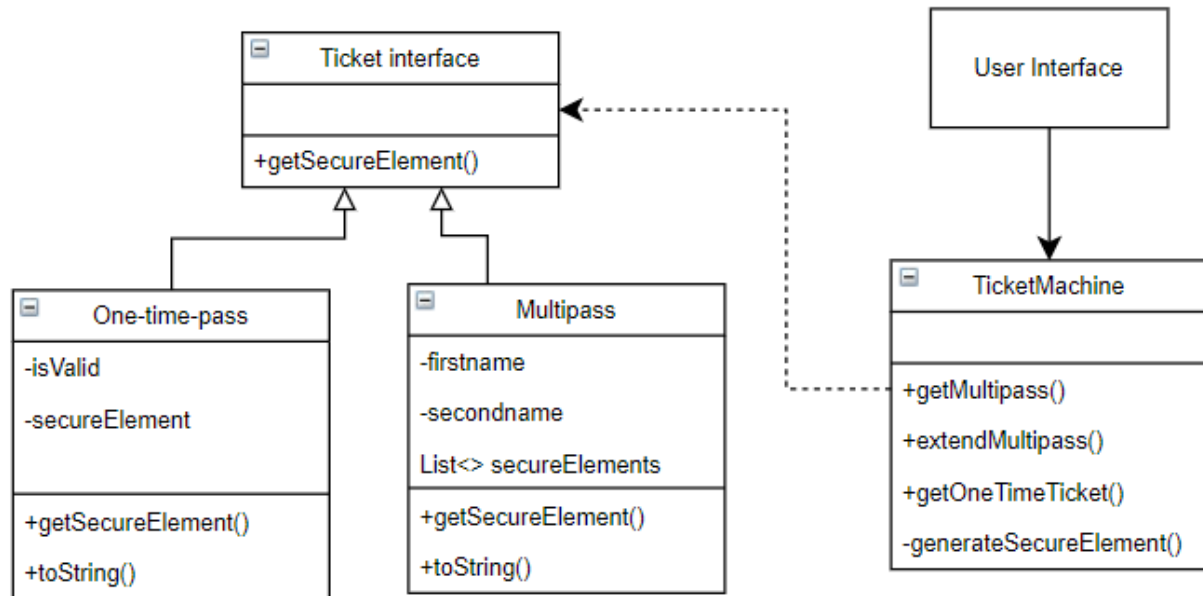 Ticket interface
+getSecureElement()
User Interface
One-time-pass
-isValid
-secureElement
+getSecureElement()
+toString()
Multipass
-firstname
-secondname
List<> secureElements
+getSecureElement()
+toString()
TicketMachine
+getMultipass()
+extendMultipass()
+getOneTimeTicket()
-generateSecureElement()